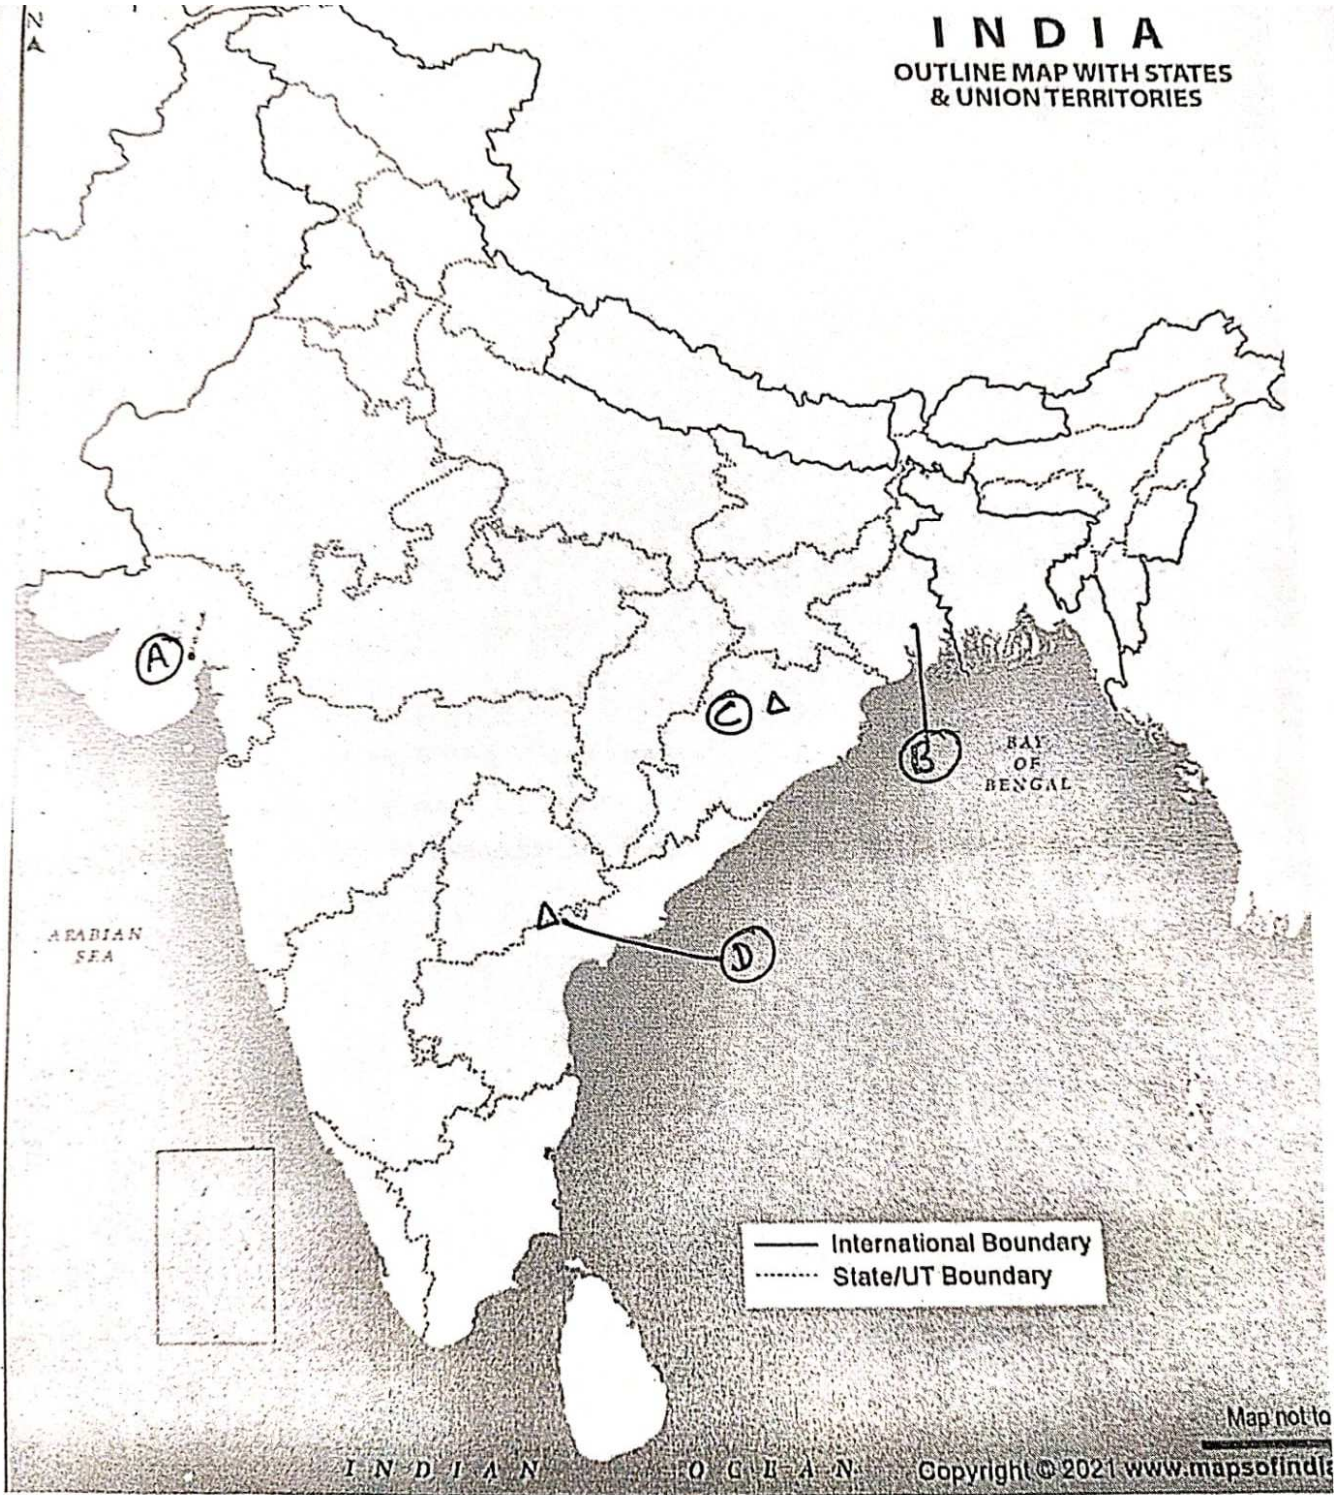 N
A
INDIA
OUTLINE MAP WITH STATES
& UNION TERRITORIES
A
C
B
BAY
OF
BENGAL
ARABIAN
SEA
D
International Boundary
State/UT Boundary
Map not to
INDIAN OCEAN
Copyright © 2021 www.mapsofindia